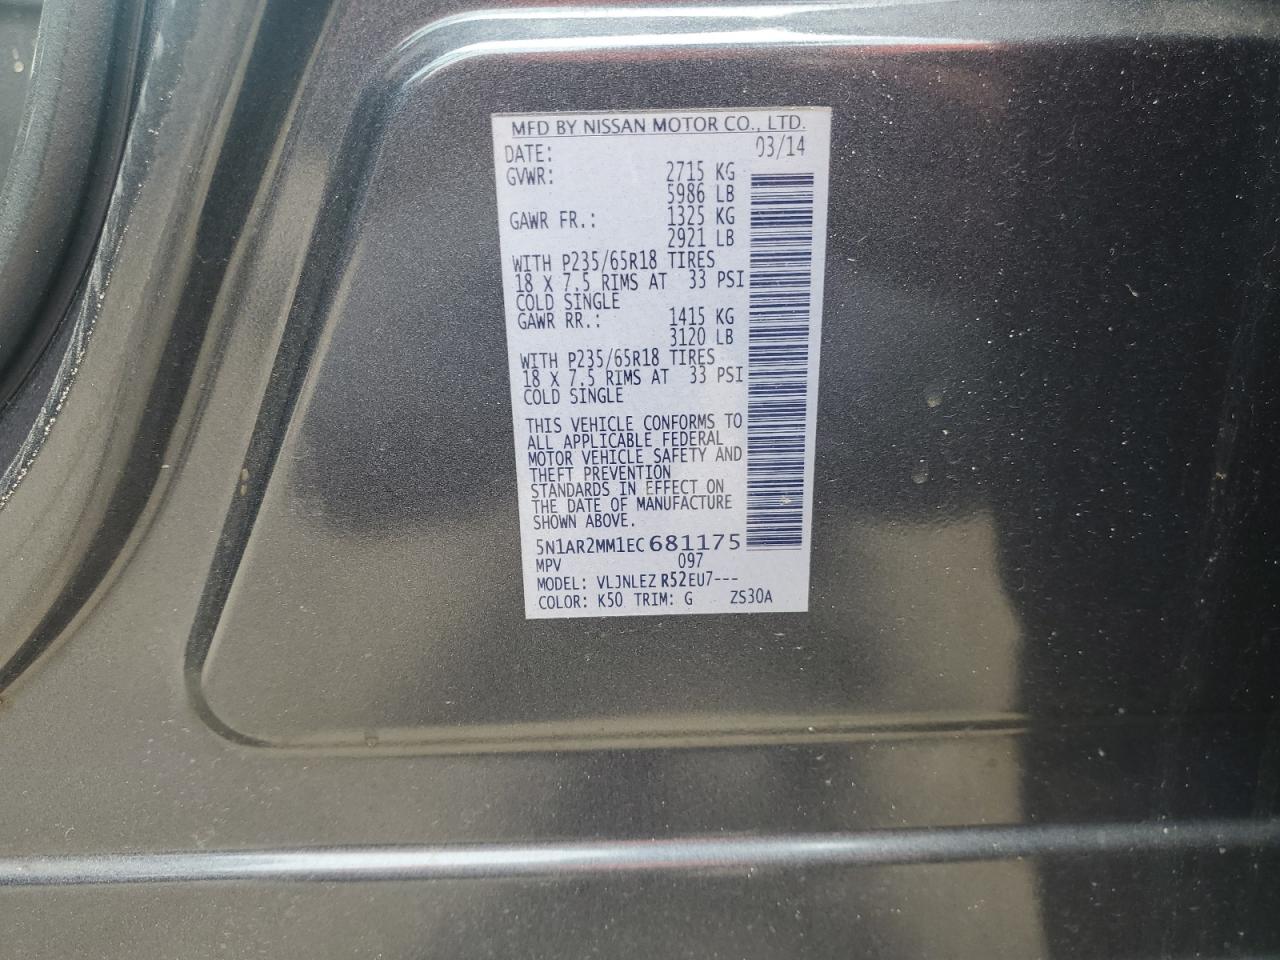 MFD BY NISSAN MOTOR CO., LTD.
DATE: 03/14
GVWR: 2715 KG
5986 LB
GAWR FR.: 1325 KG
2921 LB
WITH P235/65R18 TIRES
18 X 7.5 RIMS AT 33 PSI
COLD SINGLE
GAWR RR.: 1415 KG
3120 LB
WITH P235/65R18 TIRES
18 X 7.5 RIMS AT 33 PSI
COLD SINGLE
THIS VEHICLE CONFORMS TO
ALL APPLICABLE FEDERAL
MOTOR VEHICLE SAFETY AND
THEFT PREVENTION
STANDARDS IN EFFECT ON
THE DATE OF MANUFACTURE
SHOWN ABOVE.
5N1AR2MM1EC681175
MPV 097
MODEL: VLJNLEZ R52EU7---
COLOR: K50 TRIM: G ZS30A